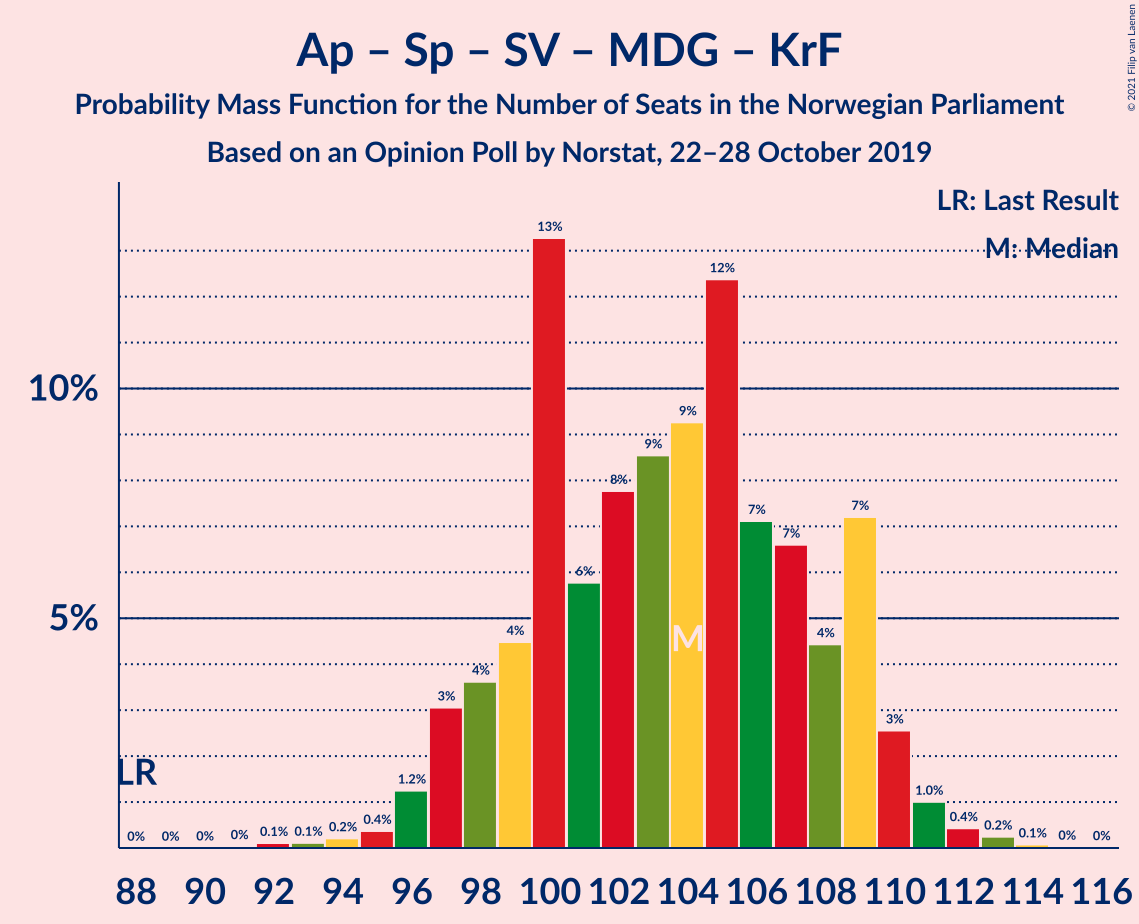 Ap – Sp – SV – MDG – KrF
Probability Mass Function for the Number of Seats in the Norwegian Parliament
Based on an Opinion Poll by Norstat, 22–28 October 2019
© 2021 Filip van Laenen
LR: Last Result
M: Median
13%
12%
10%
9%
9%
8%
7%
7%
7%
6%
5%
4%
M
4%
4%
3%
3%
LR
1.2%
1.0%
0% 0% 0% 0% 0.1% 0.1% 0.2% 0.4% 0.4% 0.2% 0.1% 0% 0%
88 90 92 94 96 98 100 102 104 106 108 110 112 114 116